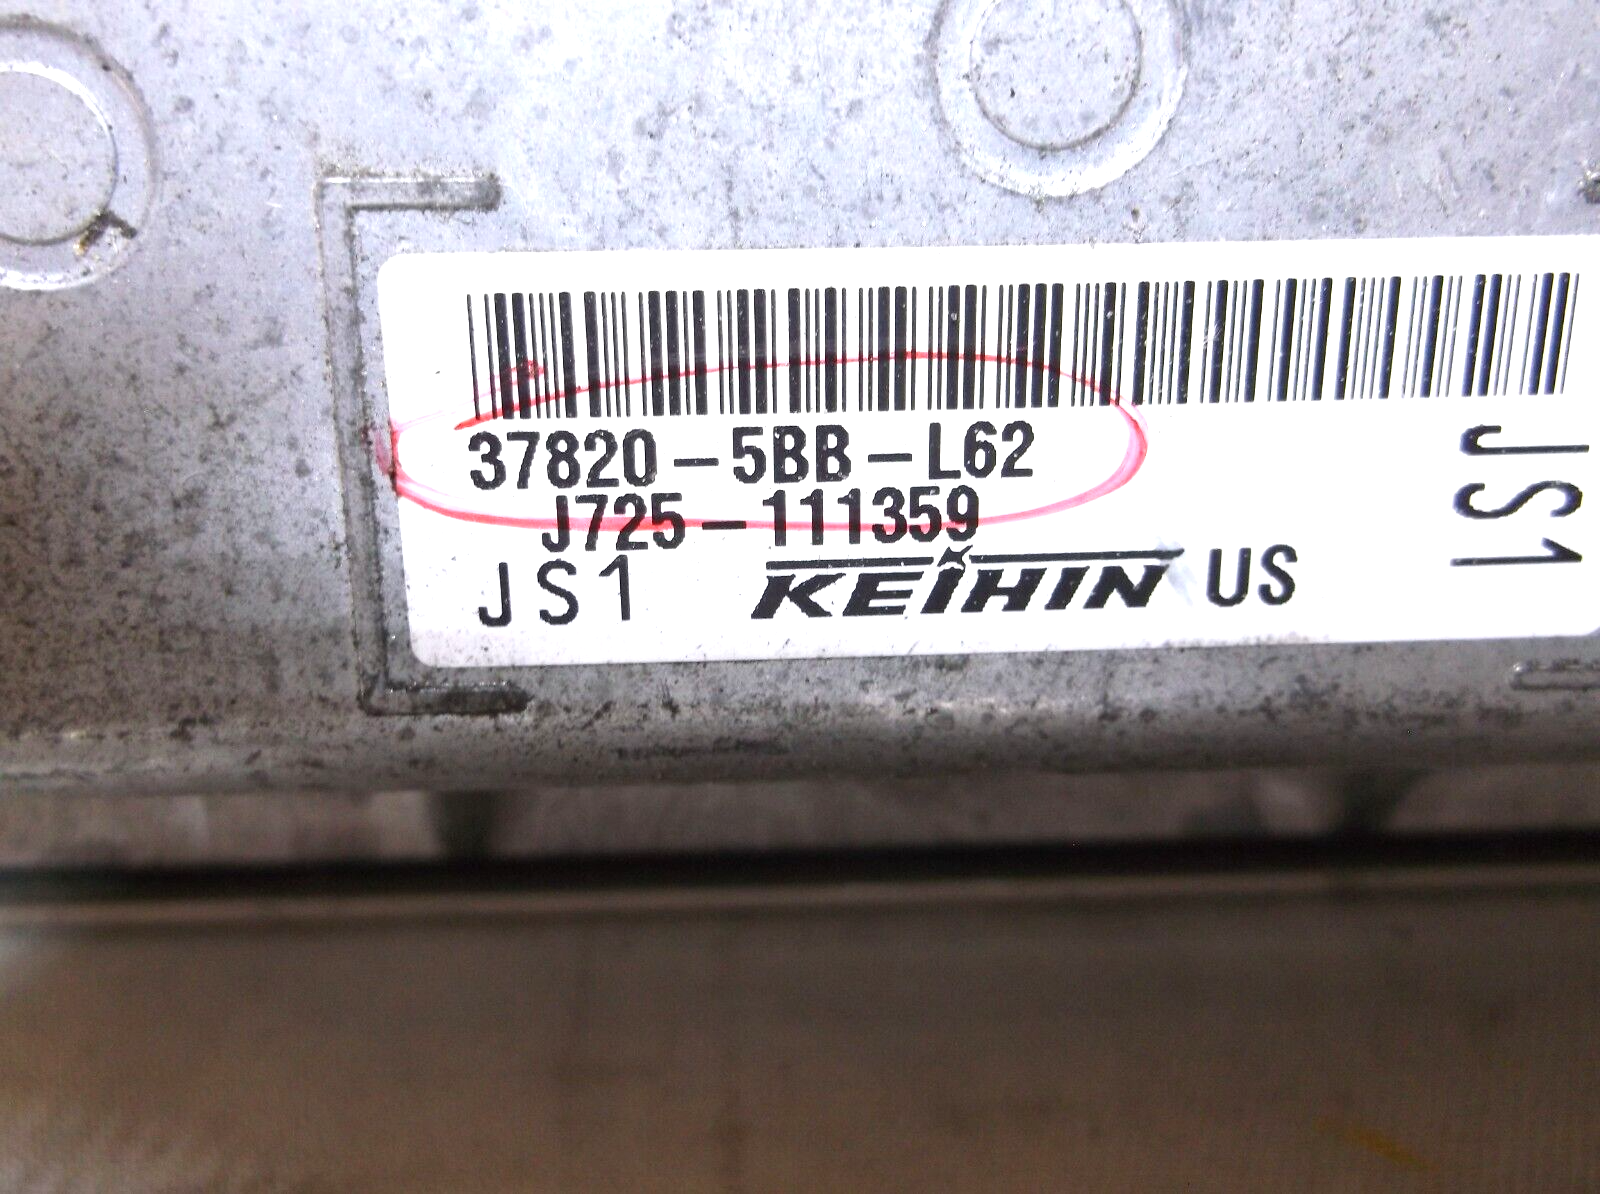 37820-5BB-L62
J725-111359
JS1 KEIHIN US
JS1